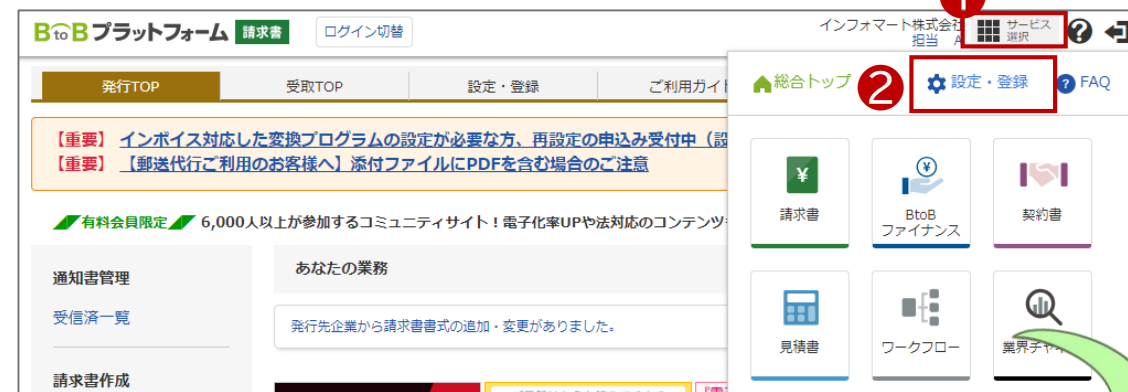 BtoBプラットフォーム 請求書 ログイン切替
インフォマート株式会社
担当 A
サービス
選択
発行TOP 受取TOP 設定・登録 ご利用ガイ
総合トップ ❷ 設定・登録 ? FAQ
【重要】 インボイス対応した変換プログラムの設定が必要な方、再設定の申込み受付中（設
【重要】 【郵送代行ご利用のお客様へ】添付ファイルにPDFを含む場合のご注意
有料会員限定 6,000人以上が参加するコミュニティサイト！電子化率UPや法対応のコンテンツ
請求書
BtoB
ファイナンス
契約書
通知書管理
あなたの業務
受信済一覧
発行先企業から請求書書式の追加・変更がありました。
見積書
ワークフロー
業界チャ
請求書作成